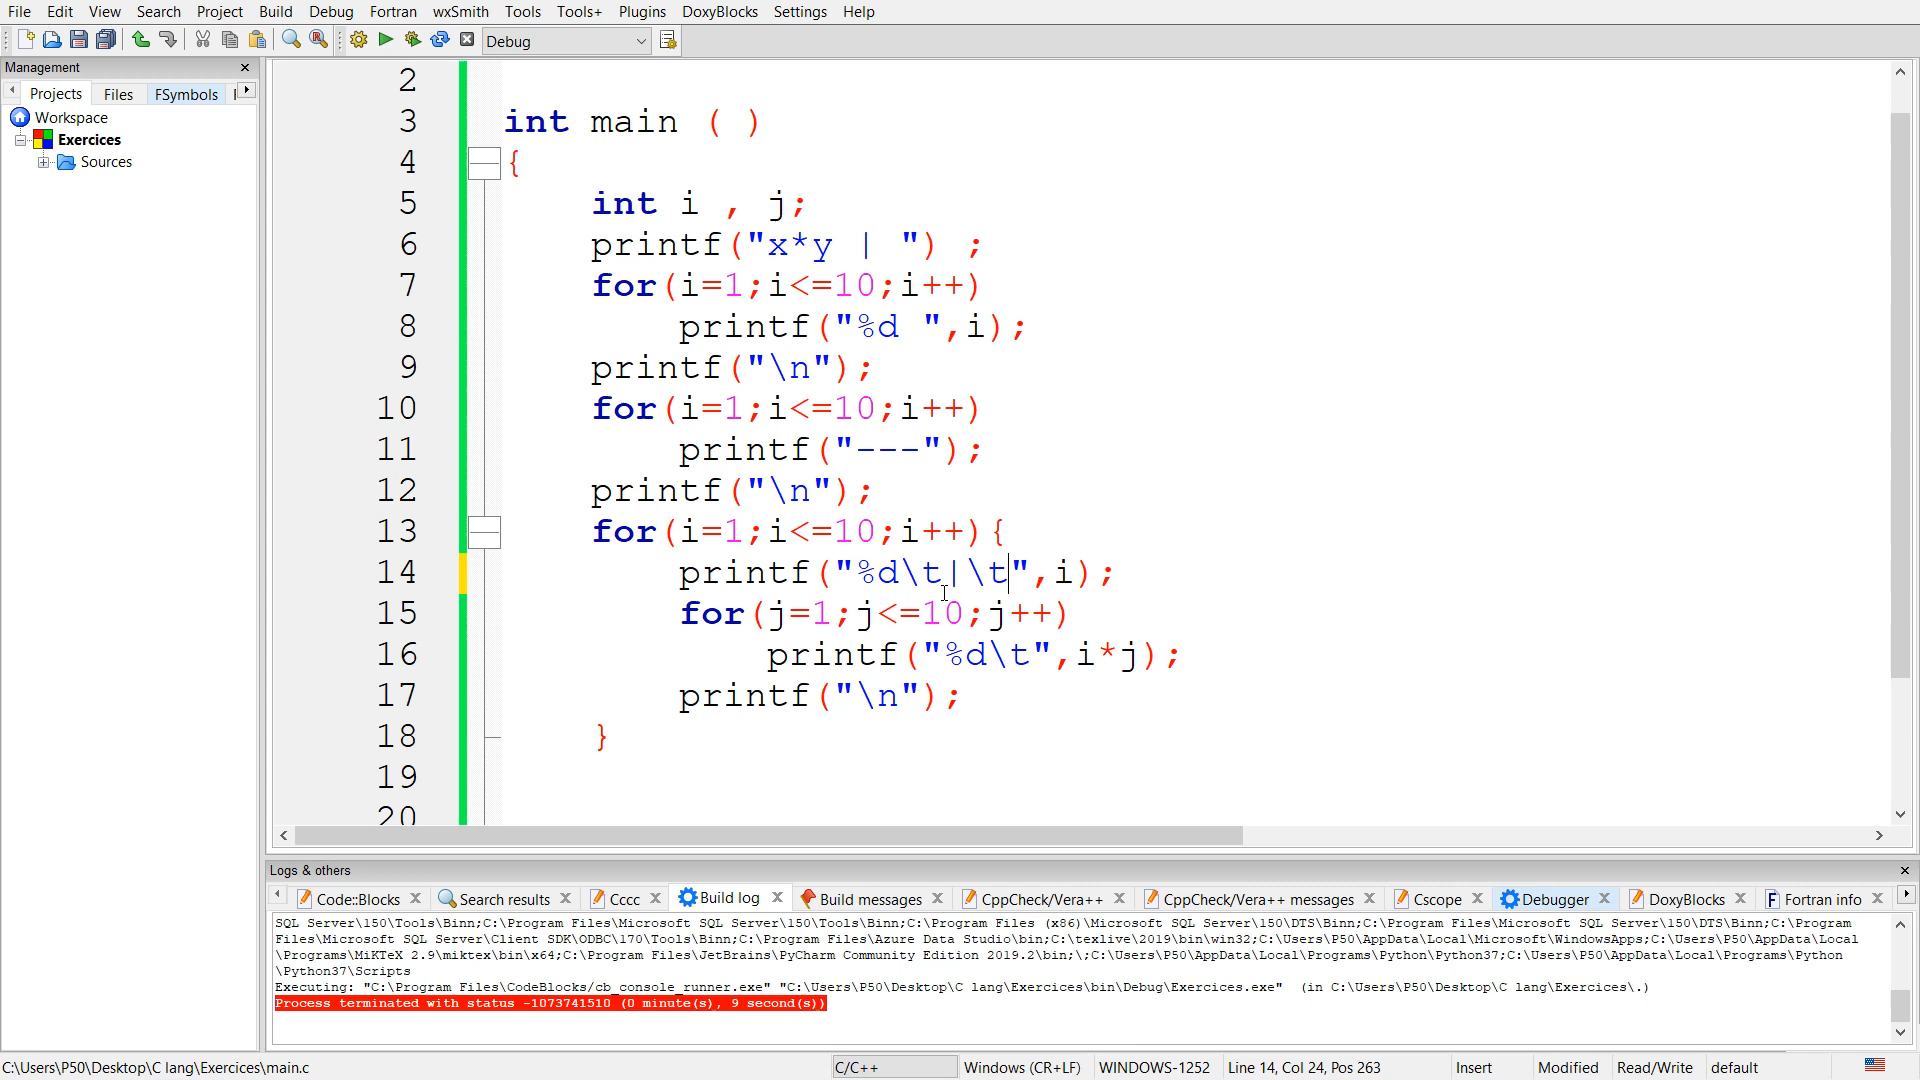 File Edit View Search Project Build Debug Fortran wxSmith Tools Tools+ Plugins DoxyBlocks Settings Help
Debug
Management
Projects Files FSymbols
Workspace
Exercices
Sources
2
3 int main ( )
4 {
5 int i , j;
6 printf("x*y | ") ;
7 for(i=1;i<=10;i++)
8 printf("%d ",i);
9 printf("\n");
10 for(i=1;i<=10;i++)
11 printf("---");
12 printf("\n");
13 for(i=1;i<=10;i++){
14 printf("%d\t|\t",i);
15 for(j=1;j<=10;j++)
16 printf("%d\t",i*j);
17 printf("\n");
18 }
19
20
Logs & others
Code::Blocks Search results Cccc Build log Build messages CppCheck/Vera++ CppCheck/Vera++ messages Cscope Debugger DoxyBlocks Fortran info
SQL Server\150\Tools\Binn;C:\Program Files\Microsoft SQL Server\150\Tools\Binn;C:\Program Files (x86)\Microsoft SQL Server\150\DTS\Binn;C:\Program Files\Microsoft SQL Server\150\DTS\Binn;C:\Program
Files\Microsoft SQL Server\Client SDK\ODBC\170\Tools\Binn;C:\Program Files\Azure Data Studio\bin;C:\texlive\2019\bin\win32;C:\Users\P50\AppData\Local\Microsoft\WindowsApps;C:\Users\P50\AppData\Local
\Programs\MiKTeX 2.9\miktex\bin\x64;C:\Program Files\JetBrains\PyCharm Community Edition 2019.2\bin;\;C:\Users\P50\AppData\Local\Programs\Python\Python37;C:\Users\P50\AppData\Local\Programs\Python
\Python37\Scripts
Executing: "C:\Program Files\CodeBlocks/cb_console_runner.exe" "C:\Users\P50\Desktop\C lang\Exercices\bin\Debug\Exercices.exe" (in C:\Users\P50\Desktop\C lang\Exercices\.)
Process terminated with status -1073741510 (0 minute(s), 9 second(s))
C:\Users\P50\Desktop\C lang\Exercices\main.c C/C++ Windows (CR+LF) WINDOWS-1252 Line 14, Col 24, Pos 263 Insert Modified Read/Write default